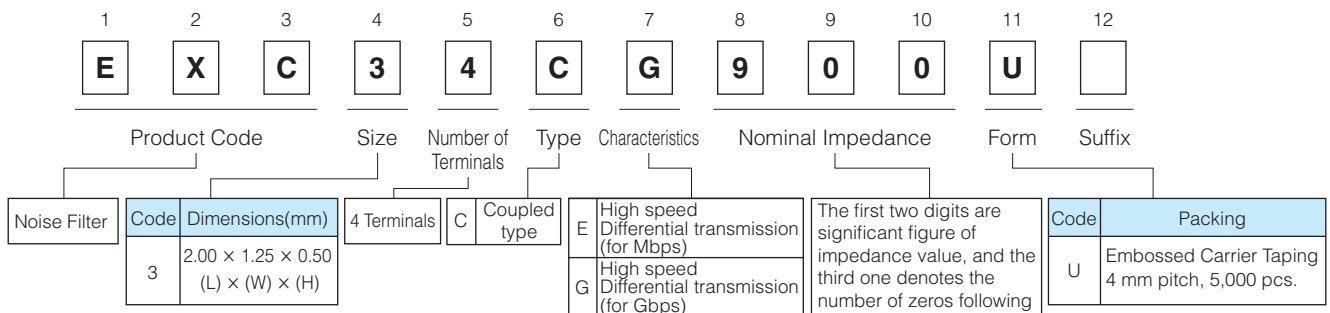 1 2 3 4 5 6 7 8 9 10 11 12
E X C 3 4 C G 9 0 0 U
Product Code Size Number of Terminals Type Characteristics Nominal Impedance Form Suffix
Noise Filter
Code Dimensions(mm)
3 2.00 × 1.25 × 0.50
(L) × (W) × (H)
4 Terminals
C Coupled
type
E High speed
Differential transmission
(for Mbps)
G High speed
Differential transmission
(for Gbps)
The first two digits are
significant figure of
impedance value, and the
third one denotes the
number of zeros following
Code Packing
U Embossed Carrier Taping
4 mm pitch, 5,000 pcs.